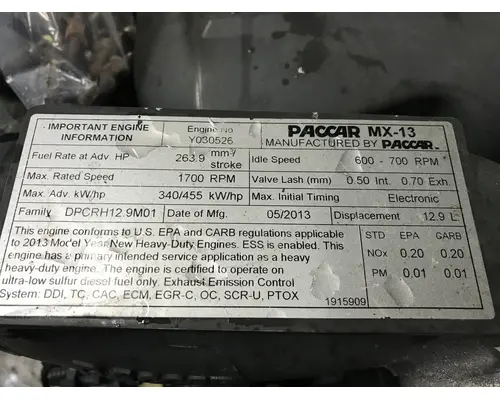 IMPORTANT ENGINE INFORMATION
Engine No Y030526
PACCAR MX-13
MANUFACTURED BY PACCAR
Fuel Rate at Adv. HP 263.9 mm³/stroke
Idle Speed 600 - 700 RPM
Max. Rated Speed 1700 RPM
Valve Lash (mm) 0.50 Int. 0.70 Exh.
Max. Adv. kW/hp 340/455 kW/hp
Max. Initial Timing Electronic
Family DPCRH12.9M01
Date of Mfg. 05/2013
Displacement 12.9 L
This engine conforms to U.S. EPA and CARB regulations applicable
to 2013 Model Year New Heavy-Duty Engines. ESS is enabled. This
engine has a primary intended service application as a heavy
heavy-duty engine. The engine is certified to operate on
ultra-low sulfur diesel fuel only. Exhaust Emission Control
System: DDI, TC, CAC, ECM, EGR-C, OC, SCR-U, PTOX
STD EPA CARB
NOx 0.20 0.20
PM 0.01 0.01
1915909